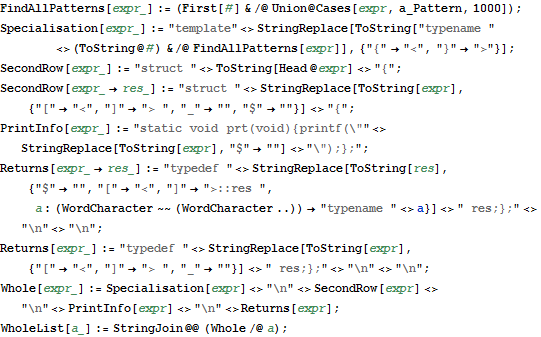 FindAllPatterns[expr_] := (First[#] & /@ Union@Cases[expr, a_Pattern, 1000]);
Specialisation[expr_] := "template"<>StringReplace[ToString["typename "
<> (ToString@#) & /@ FindAllPatterns[expr]], {"{" → "<", "}" → ">"}];
SecondRow[expr_] := "struct "<> ToString[Head@expr] <> "{";
SecondRow[expr_ → res_] := "struct "<> StringReplace[ToString[expr],
{"[" → "<", "]" → "> ", "_" → "", "$" → ""}] <> "{";
PrintInfo[expr_] := "static void prt(void){printf(\""<>
StringReplace[ToString[expr], "$" → ""] <> "\");};";
Returns[expr_ → res_] := "typedef "<> StringReplace[ToString[res],
{"$" → "", "[" → "<", "]" → ">::res ",
a : (WordCharacter ~~ (WordCharacter ..)) → "typename " <> a}] <> " res;};"<>
"\n"<> "\n";
Returns[expr_] := "typedef "<> StringReplace[ToString[expr],
{"[" → "<", "]" → "> ", "_" → ""}] <> " res;};"<> "\n"<> "\n";
Whole[expr_] := Specialisation[expr] <> "\n"<> SecondRow[expr] <>
"\n"<> PrintInfo[expr] <> "\n"<> Returns[expr];
WholeList[a_] := StringJoin @@ (Whole /@ a);